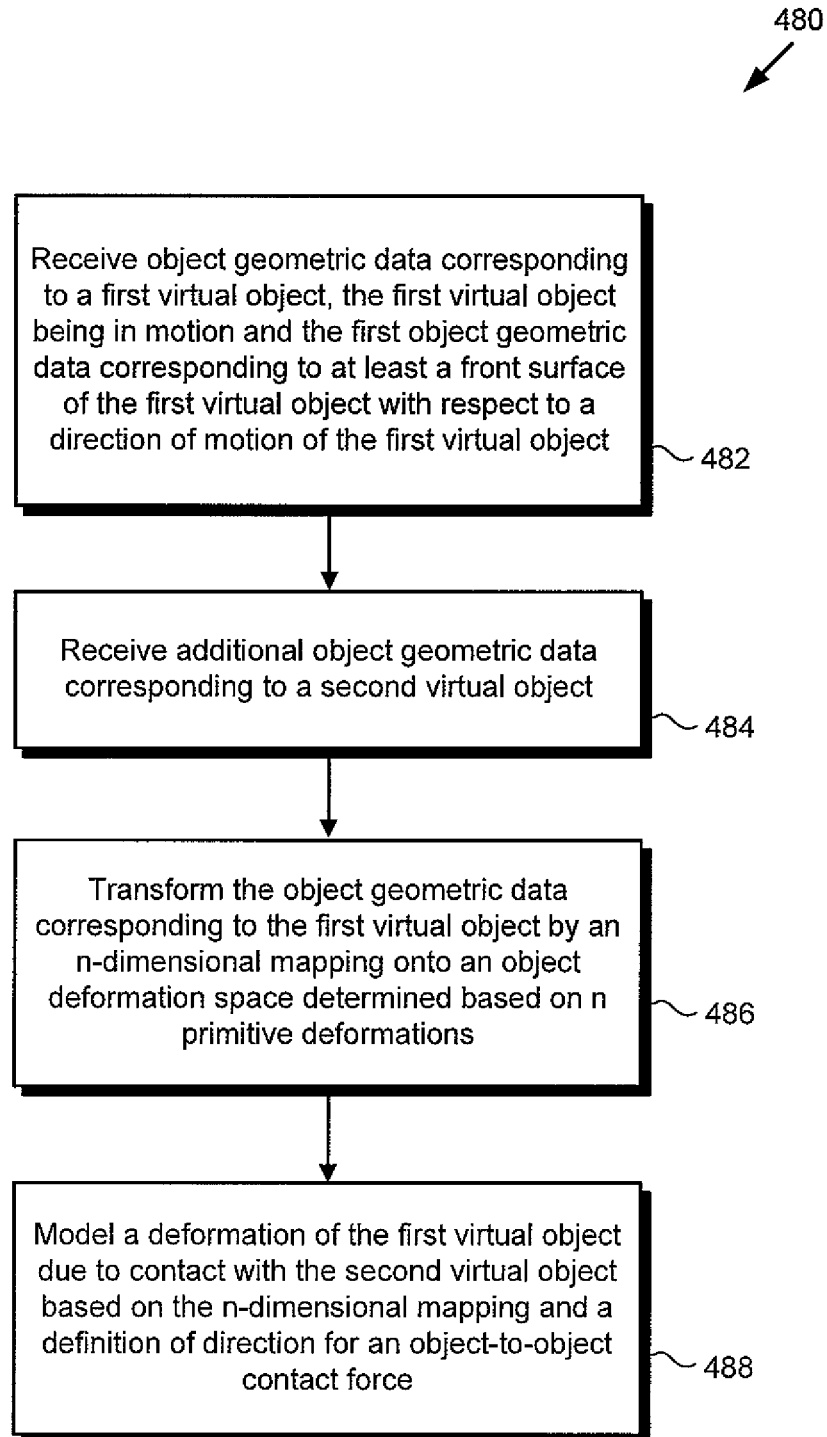 480
Receive object geometric data corresponding
to a first virtual object, the first virtual object
being in motion and the first object geometric
data corresponding to at least a front surface
of the first virtual object with respect to a
direction of motion of the first virtual object
482
Receive additional object geometric data
corresponding to a second virtual object
484
Transform the object geometric data
corresponding to the first virtual object by an
n-dimensional mapping onto an object
deformation space determined based on n
primitive deformations
486
Model a deformation of the first virtual object
due to contact with the second virtual object
based on the n-dimensional mapping and a
definition of direction for an object-to-object
contact force
488